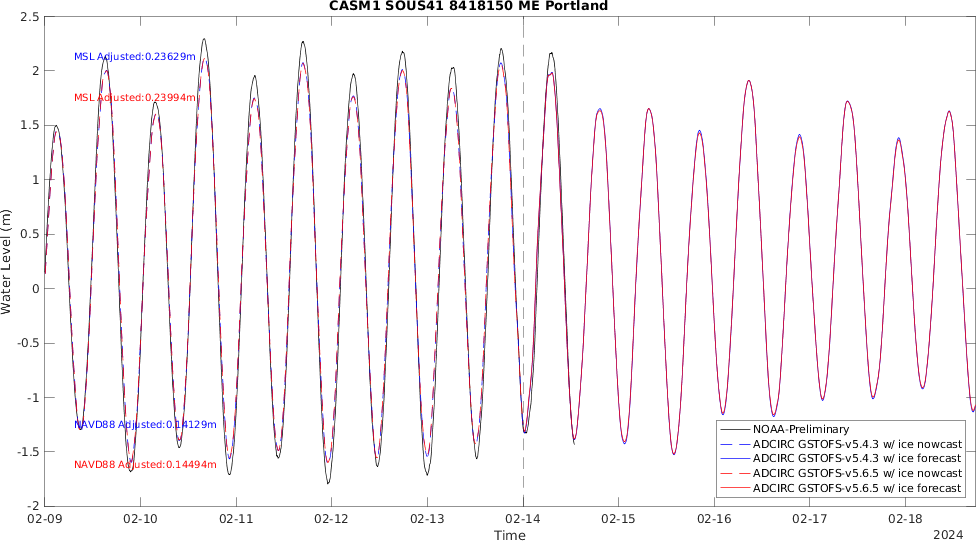 CASM1 SOUS41 8418150 ME Portland
2.5
2
1.5
1
0.5
0
-0.5
-1
-1.5
-2
Water Level (m)
MSL Adjusted:0.23629m
MSL Adjusted:0.23994m
NAVD88 Adjusted:0.14129m
NAVD88 Adjusted:0.14494m
NOAA-Preliminary
ADCIRC GSTOFS-v5.4.3 w/ ice nowcast
ADCIRC GSTOFS-v5.4.3 w/ ice forecast
ADCIRC GSTOFS-v5.6.5 w/ ice nowcast
ADCIRC GSTOFS-v5.6.5 w/ ice forecast
02-09 02-10 02-11 02-12 02-13 02-14 02-15 02-16 02-17 02-18
Time
2024